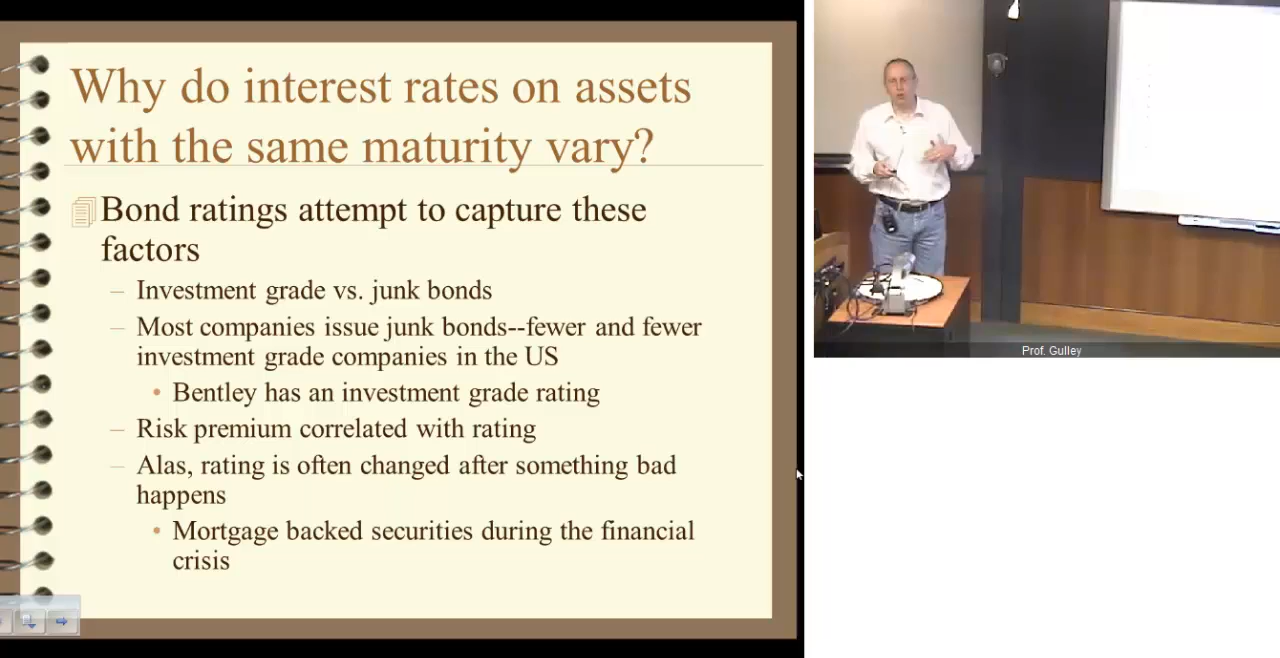 Why do interest rates on assets
with the same maturity vary?
Bond ratings attempt to capture these
factors
– Investment grade vs. junk bonds
– Most companies issue junk bonds--fewer and fewer
investment grade companies in the US
• Bentley has an investment grade rating
– Risk premium correlated with rating
– Alas, rating is often changed after something bad
happens
• Mortgage backed securities during the financial
crisis
Prof. Gulley